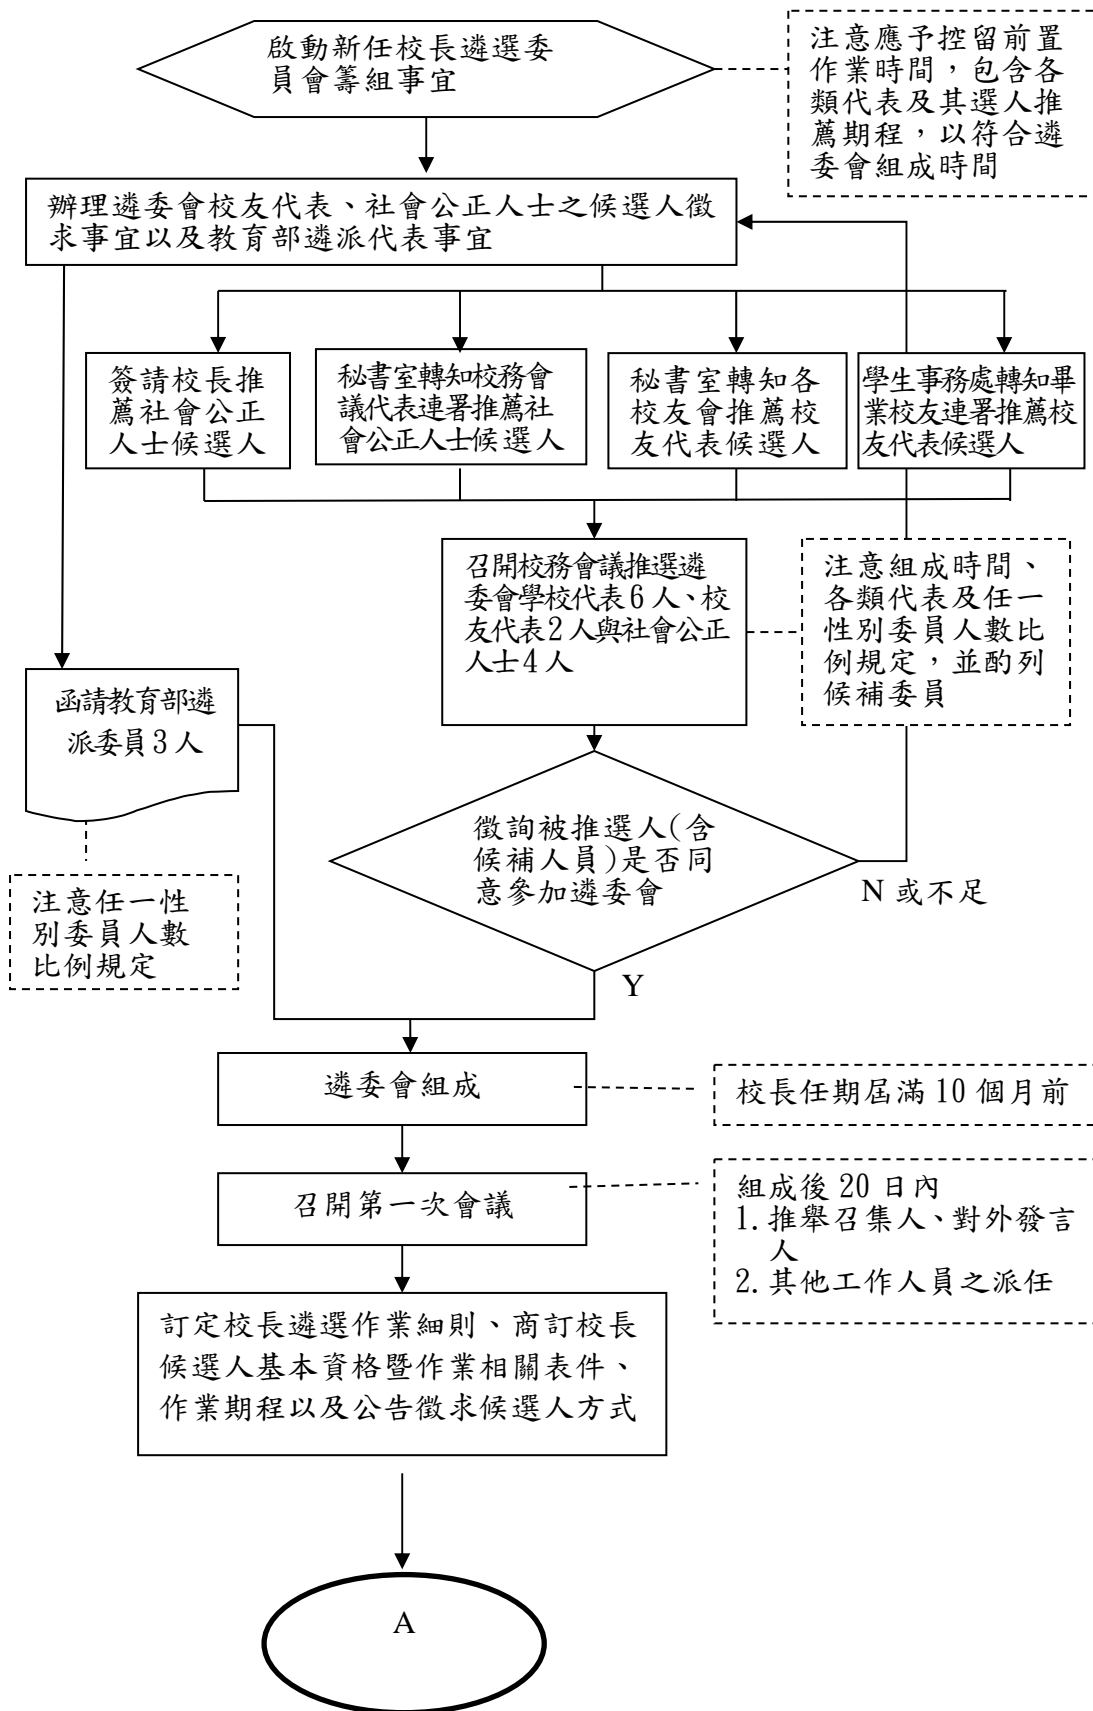 啟動新任校長遴選委
員會籌組事宜
注意應予控留前置
作業時間，包含各
類代表及其選人推
薦期程，以符合遴
委會組成時間
辦理遴委會校友代表、社會公正人士之候選人徵
求事宜以及教育部遴派代表事宜
簽請校長推
薦社會公正
人士候選人
秘書室轉知校務會
議代表連署推薦社
會公正人士候選人
秘書室轉知各
校友會推薦校
友代表候選人
學生事務處轉知畢
業校友連署推薦校
友代表候選人
召開校務會議推選遴
委會學校代表6人、校
友代表2人與社會公正
人士4人
注意組成時間、
各類代表及任一
性別委員人數比
例規定，並酌列
候補委員
函請教育部遴
派委員3人
徵詢被推選人(含
候補人員)是否同
意參加遴委會
N 或不足
注意任一性
別委員人數
比例規定
Y
遴委會組成
校長任期屆滿 10 個月前
召開第一次會議
組成後 20 日內
1. 推舉召集人、對外發言
人
2. 其他工作人員之派任
訂定校長遴選作業細則、商訂校長
候選人基本資格暨作業相關表件、
作業期程以及公告徵求候選人方式
A